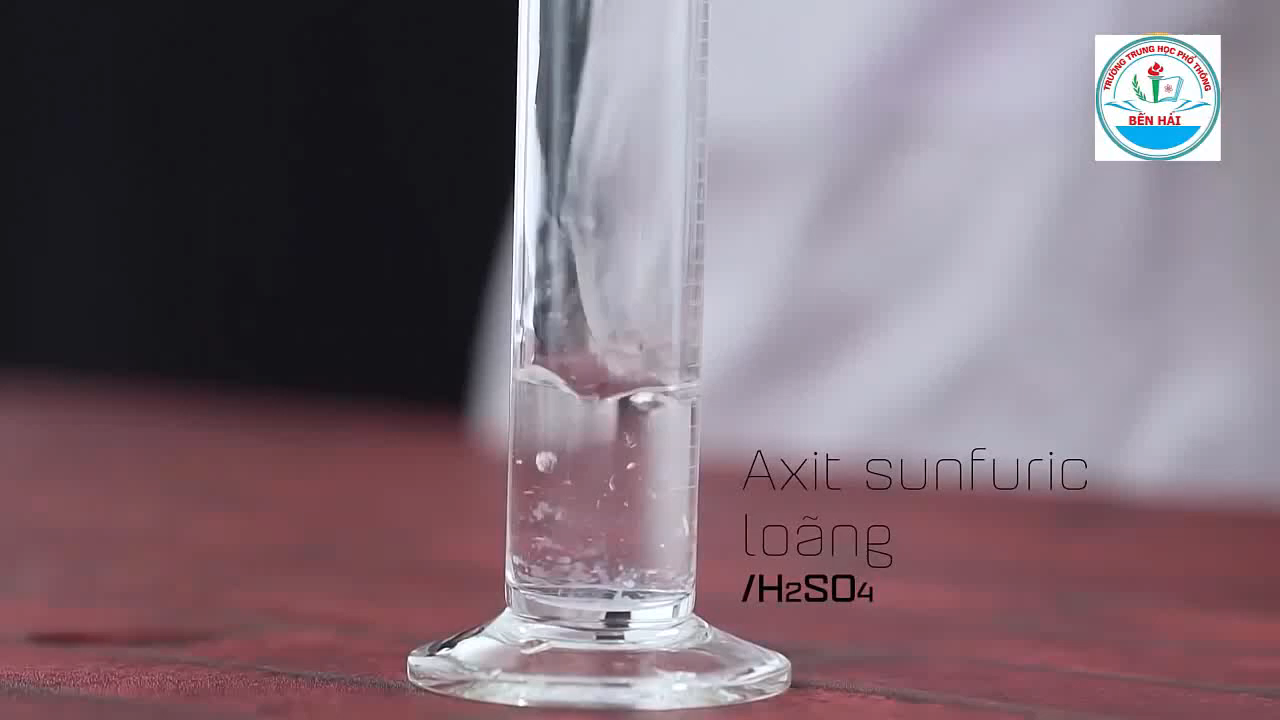 TRƯỜNG TRUNG HỌC PHỔ THÔNG
BẾN HẢI
Axit sunfuric
loãng
/H2SO4